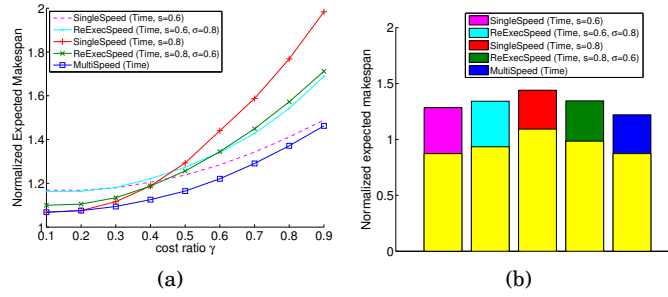 Normalized Expected Makespan
2
1.8
1.6
1.4
1.2
1
SingleSpeed (Time, s=0.6)
ReExecSpeed (Time, s=0.6, σ=0.8)
SingleSpeed (Time, s=0.8)
ReExecSpeed (Time, s=0.8, σ=0.6)
MultiSpeed (Time)
0.1 0.2 0.3 0.4 0.5 0.6 0.7 0.8 0.9
cost ratio γ
(a)
Normalized expected makespan
2
1.5
1
0.5
0
SingleSpeed (Time, s=0.6)
ReExecSpeed (Time, s=0.6, σ=0.8)
SingleSpeed (Time, s=0.8)
ReExecSpeed (Time, s=0.8, σ=0.6)
MultiSpeed (Time)
(b)